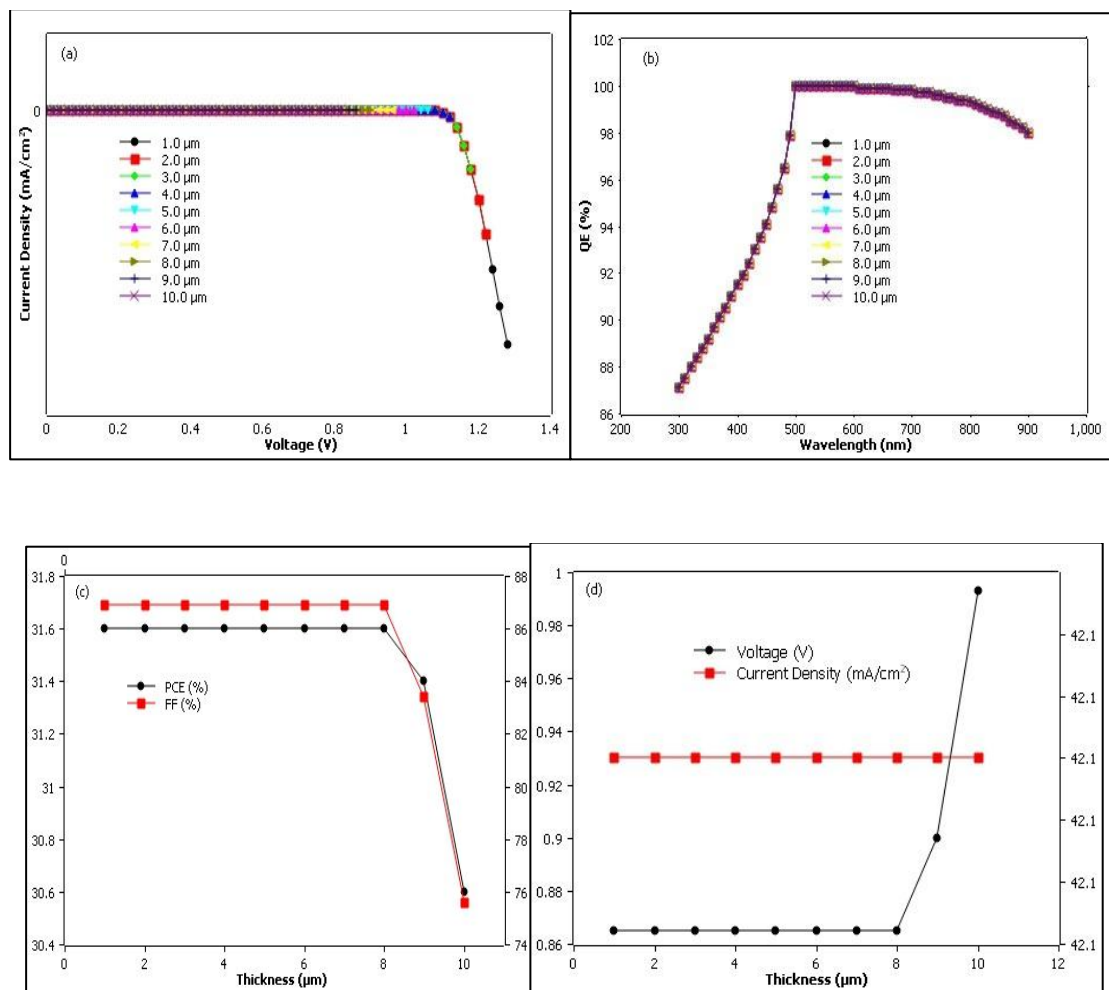 (a)
Current Density (mA/cm²)
0
1.0 µm
2.0 µm
3.0 µm
4.0 µm
5.0 µm
6.0 µm
7.0 µm
8.0 µm
9.0 µm
10.0 µm
0 0.2 0.4 0.6 0.8 1 1.2 1.4
Voltage (V)
(b)
QE (%)
102
100
98
96
94
92
90
88
86
1.0 µm
2.0 µm
3.0 µm
4.0 µm
5.0 µm
6.0 µm
7.0 µm
8.0 µm
9.0 µm
10.0 µm
200 300 400 500 600 700 800 900 1,000
Wavelength (nm)
0
(c)
31.8
31.6
31.4
31.2
31
30.8
30.6
30.4
PCE (%)
FF (%)
88
86
84
82
80
78
76
74
0 2 4 6 8 10
Thickness (µm)
(d)
1
0.98
0.96
0.94
0.92
0.9
0.88
0.86
Voltage (V)
Current Density (mA/cm²)
42.1
42.1
42.1
42.1
42.1
42.1
0 2 4 6 8 10 12
Thickness (µm)